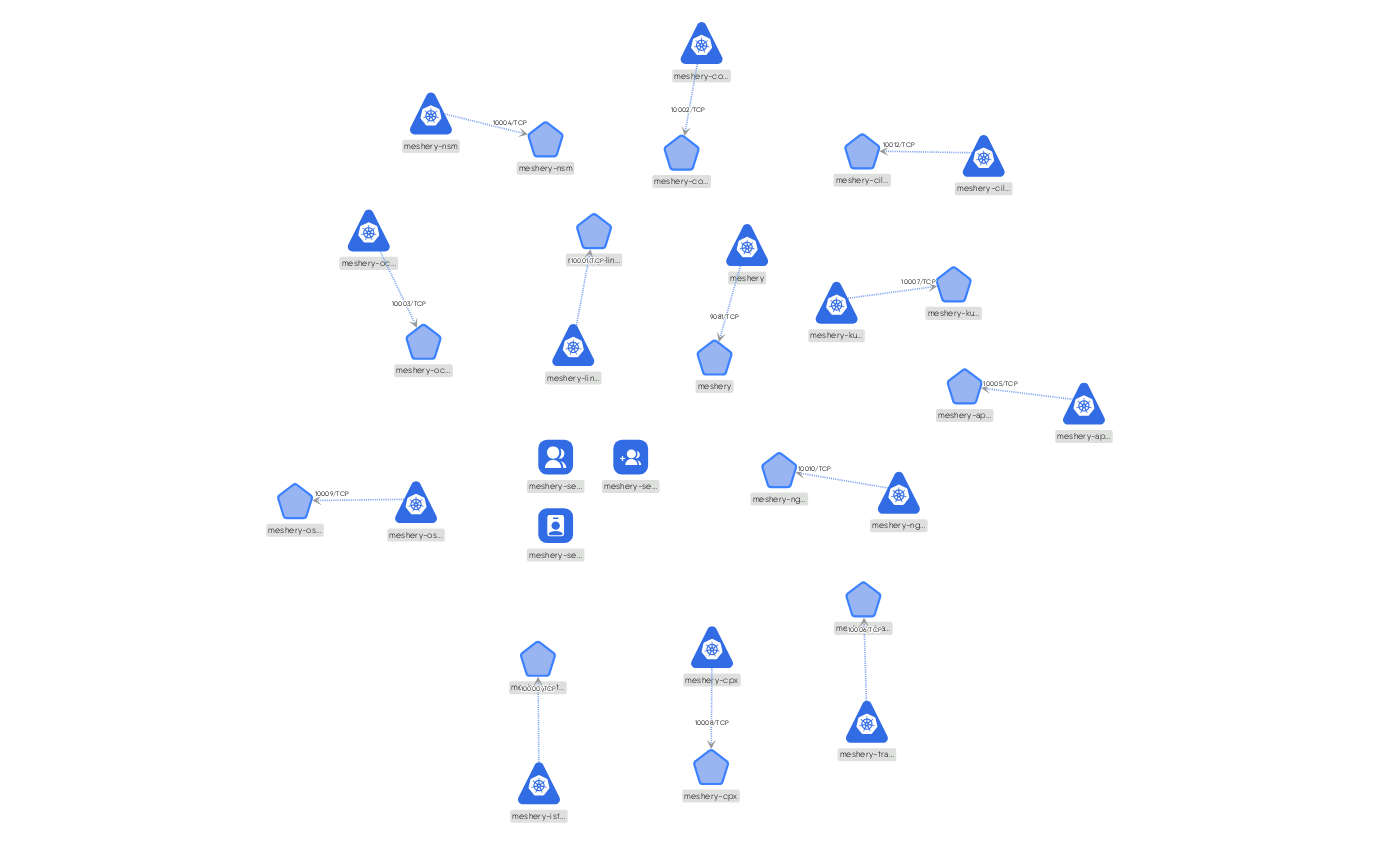 meshery-co...
10002/TCP
meshery-co...
10004/TCP
meshery-nsm
meshery-nsm
10012/TCP
meshery-cil...
meshery-cil...
meshery-oc...
10003/TCP
meshery-oc...
10001/TCP
meshery-lin...
meshery
9081/TCP
meshery
10007/TCP
meshery-ku...
meshery-ku...
10005/TCP
meshery-ap...
meshery-ap...
meshery-se...
meshery-se...
meshery-se...
10010/TCP
meshery-ng...
meshery-ng...
10009/TCP
meshery-os...
meshery-os...
10006/TCP
meshery-tra...
10000/TCP
meshery-ist...
meshery-cpx
10008/TCP
meshery-cpx